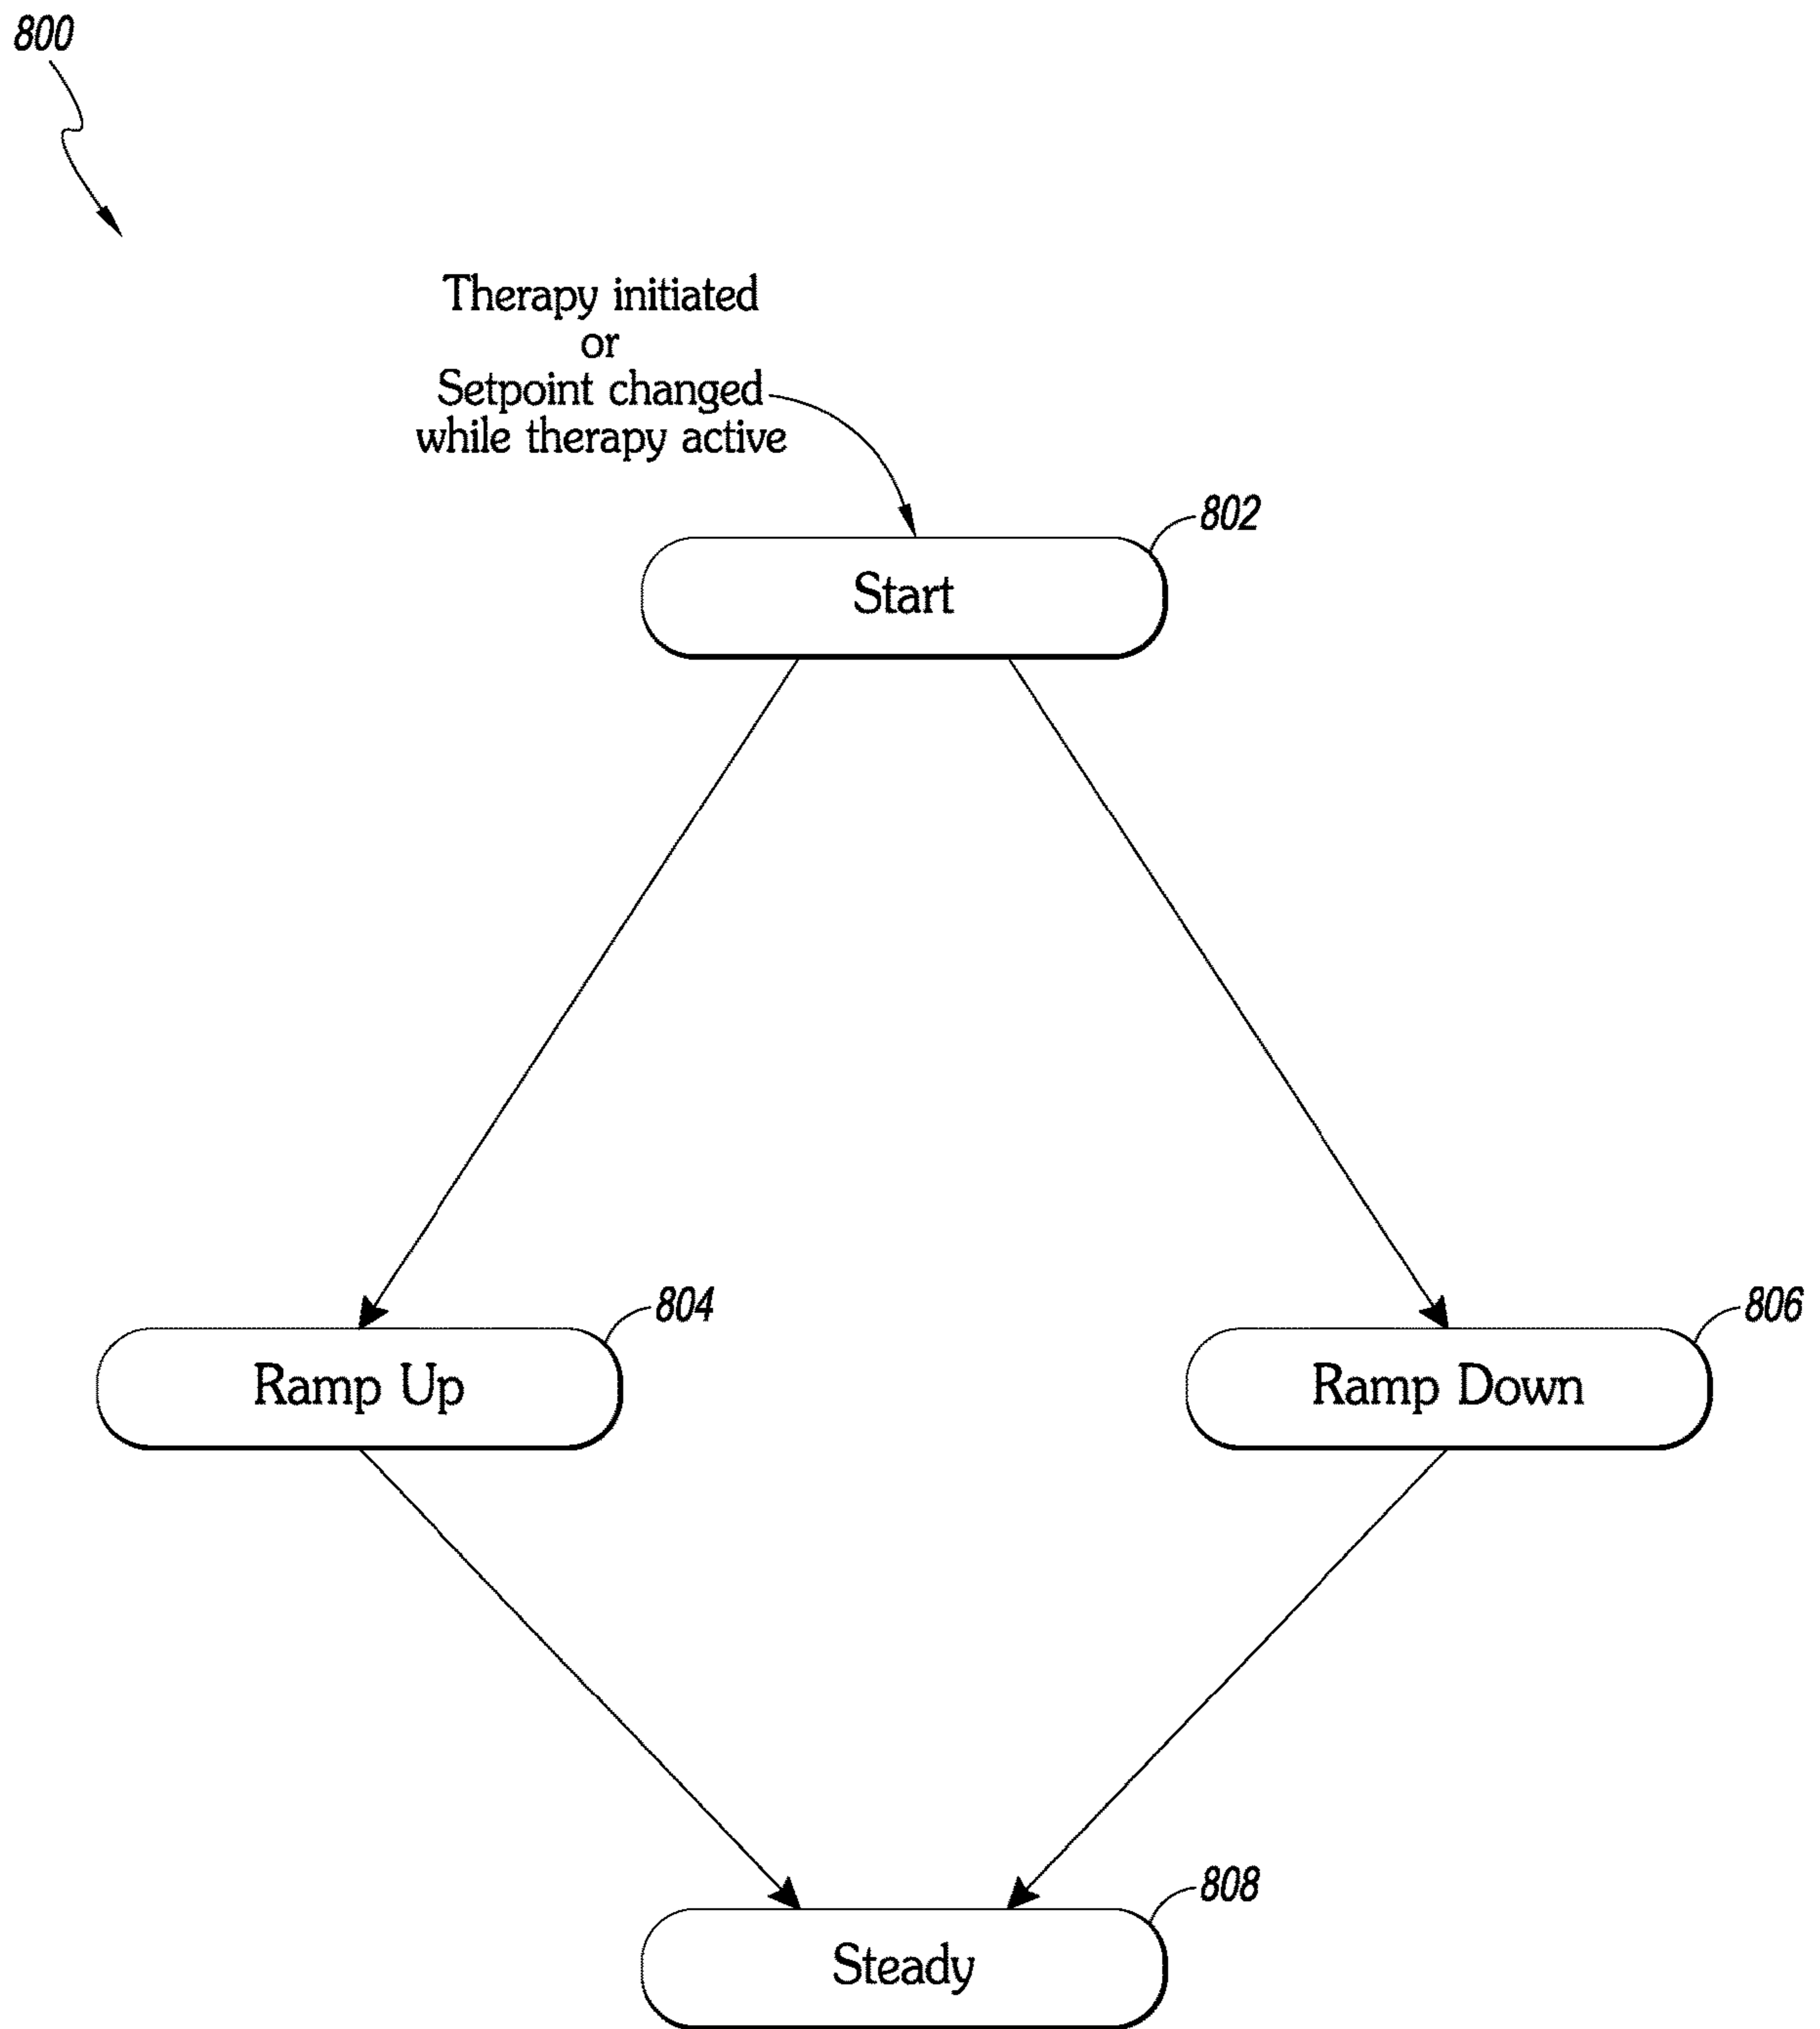 800
Therapy initiated
or
Setpoint changed
while therapy active
802
Start
804
806
Ramp Up
Ramp Down
808
Steady